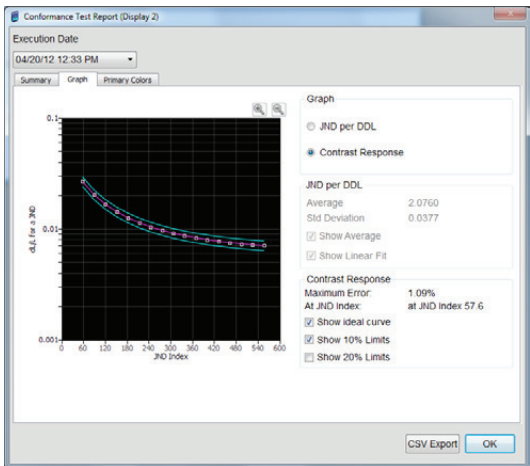 Conformance Test Report (Display 2)
Execution Date
04/20/12 12:33 PM
Summary Graph Primary Colors
0.1
0.01
0.001
dL/L for a JND
0 60 120 180 240 300 360 420 480 540 600
JND Index
Graph
JND per DDL
Contrast Response
JND per DDL
Average 2.0760
Std Deviation 0.0377
Show Average
Show Linear Fit
Contrast Response
Maximum Error: 1.09%
At JND Index: at JND Index 57.6
Show ideal curve
Show 10% Limits
Show 20% Limits
CSV Export OK